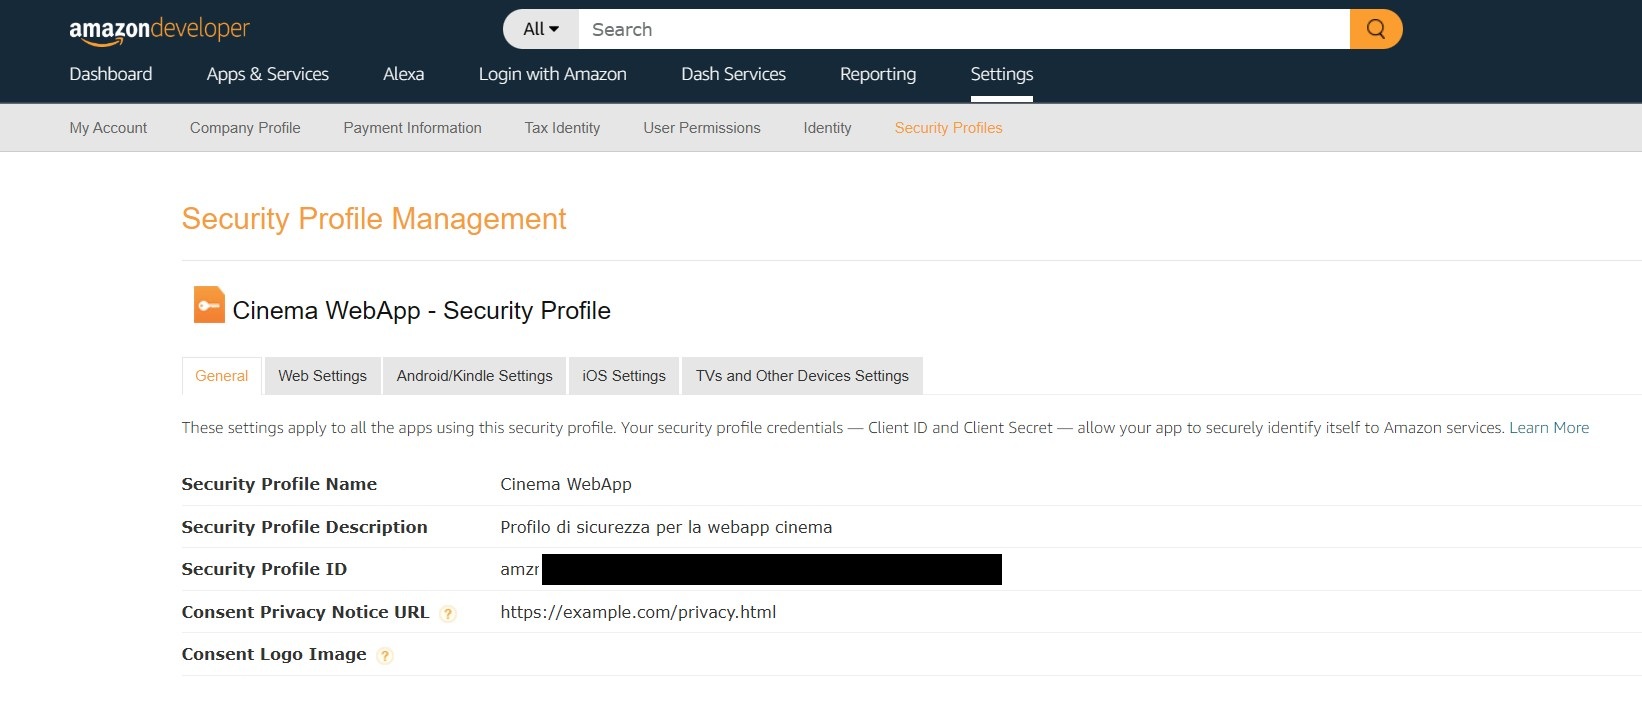 amazondeveloper
All Search
Dashboard Apps & Services Alexa Login with Amazon Dash Services Reporting Settings
My Account Company Profile Payment Information Tax Identity User Permissions Identity Security Profiles
Security Profile Management
Cinema WebApp - Security Profile
General Web Settings Android/Kindle Settings iOS Settings TVs and Other Devices Settings
These settings apply to all the apps using this security profile. Your security profile credentials — Client ID and Client Secret — allow your app to securely identify itself to Amazon services. Learn More
Security Profile Name Cinema WebApp
Security Profile Description Profilo di sicurezza per la webapp cinema
Security Profile ID
Consent Privacy Notice URL ? https://example.com/privacy.html
Consent Logo Image ?